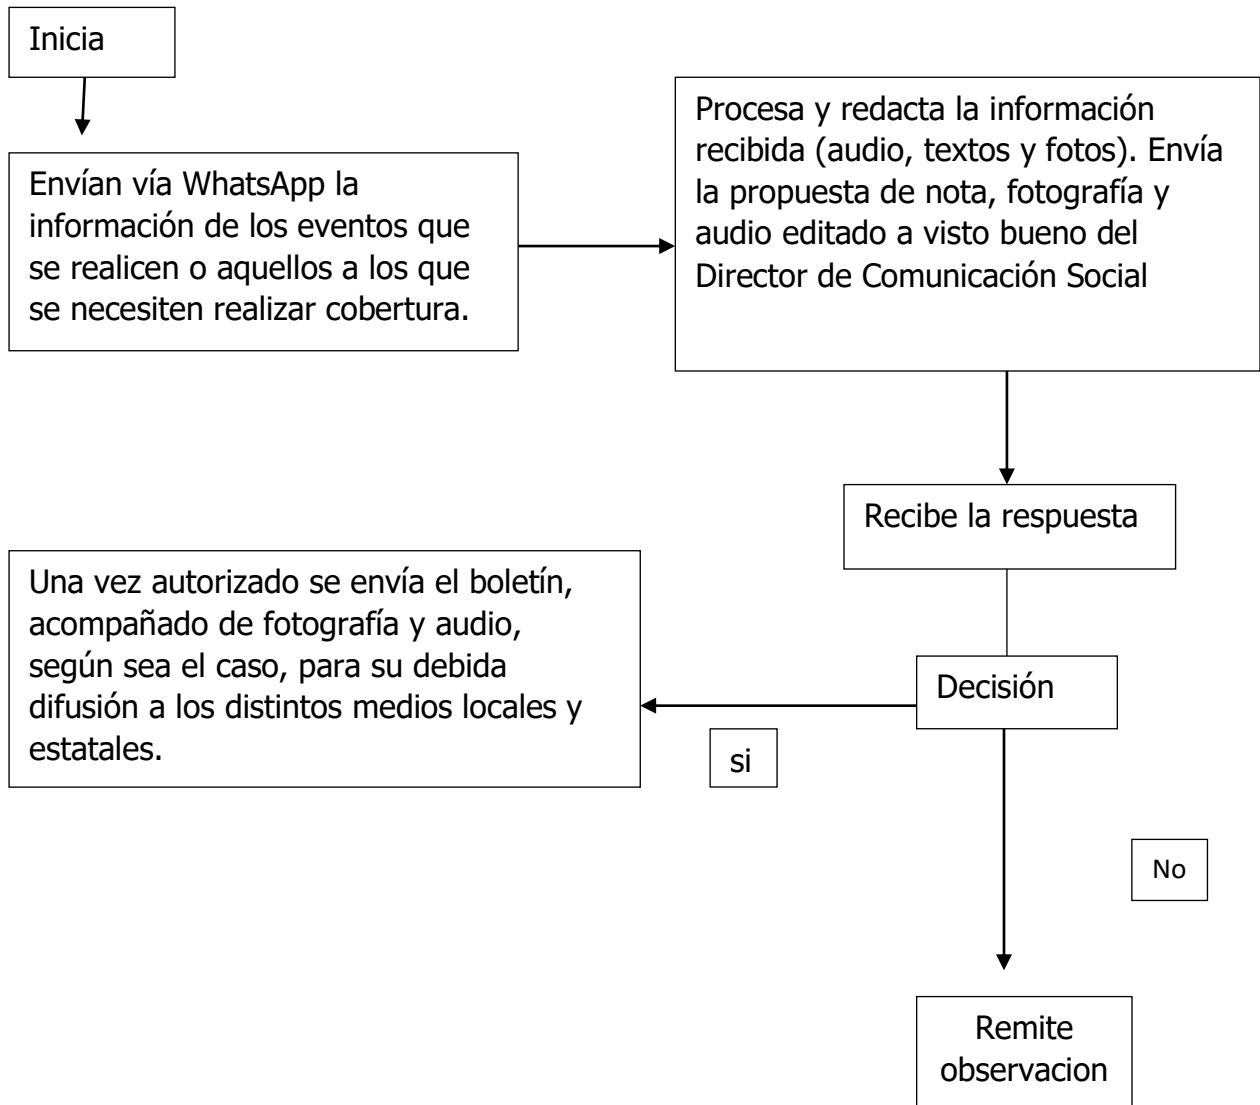 Inicia
Envían vía WhatsApp la
información de los eventos que
se realicen o aquellos a los que
se necesiten realizar cobertura.
Procesa y redacta la información
recibida (audio, textos y fotos). Envía
la propuesta de nota, fotografía y
audio editado a visto bueno del
Director de Comunicación Social
Recibe la respuesta
Decisión
si
Una vez autorizado se envía el boletín,
acompañado de fotografía y audio,
según sea el caso, para su debida
difusión a los distintos medios locales y
estatales.
No
Remite
observacion